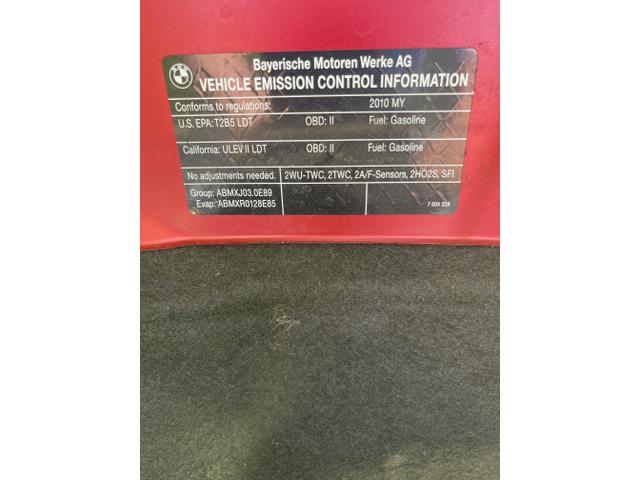 Bayerische Motoren Werke AG
VEHICLE EMISSION CONTROL INFORMATION
Conforms to regulations: 2010 MY
U.S. EPA: T2B5 LDT OBD: II Fuel: Gasoline
California: ULEV II LDT OBD: II Fuel: Gasoline
No adjustments needed. 2WU-TWC, 2TWC, 2A/F-Sensors, 2HO2S, SFI
Group: ABMXJ03.0E89
Evap: ABMXR0128E85 7 604 328